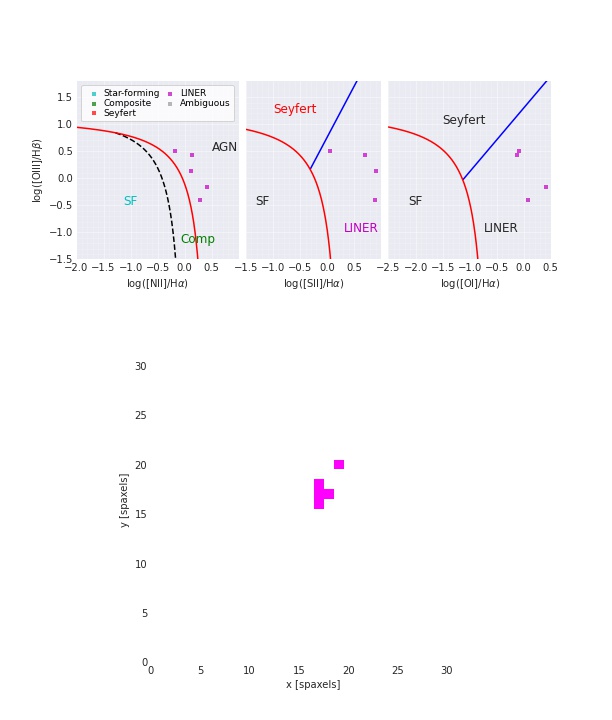 Star-forming LINER
Composite Ambiguous
Seyfert
1.5
1.0
0.5
0.0
−0.5
−1.0
−1.5
log([OIII]/Hβ)
AGN
SF
Comp
Seyfert
SF
LINER
Seyfert
SF
LINER
−2.0 −1.5 −1.0 −0.5 0.0 0.5
−1.0 −0.5 0.0 0.5
−2.5 −2.0 −1.5 −1.0 −0.5 0.0 0.5
log([NII]/Hα)
log([SII]/Hα)
log([OI]/Hα)
30
25
20
15
10
5
0
y [spaxels]
0 5 10 15 20 25 30
x [spaxels]